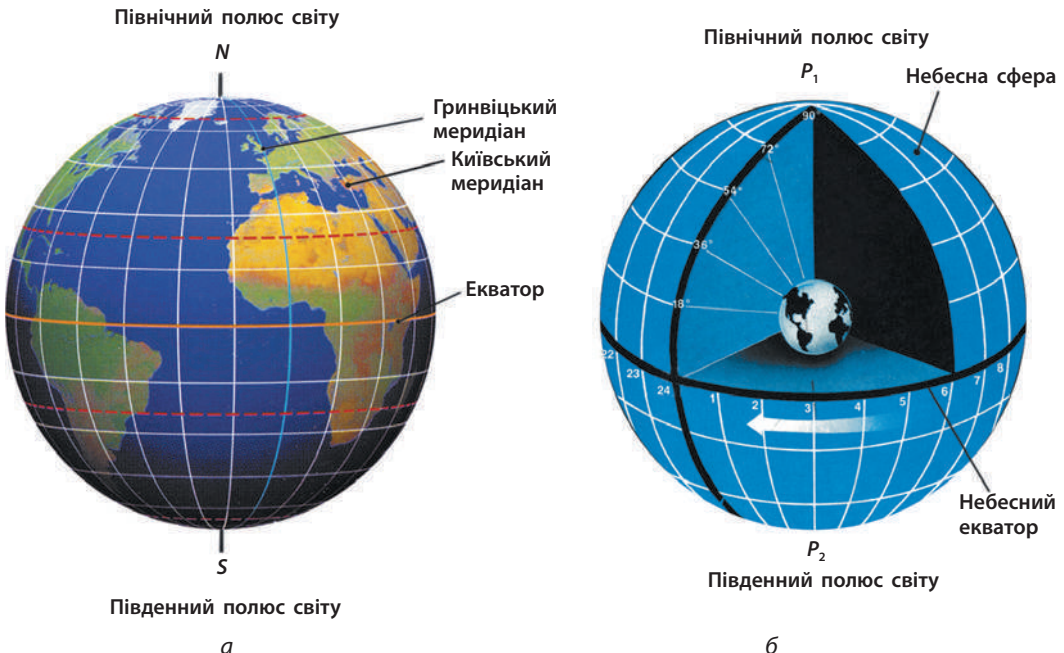 Північний полюс світу
N
Гринвіцький
меридіан
Київський
меридіан
Екватор
S
Південний полюс світу
а
Північний полюс світу
P₁
Небесна сфера
90°
72°
54°
36°
18°
22
23
24
1
2
3
4
5
6
7
8
Небесний
екватор
P₂
Південний полюс світу
б